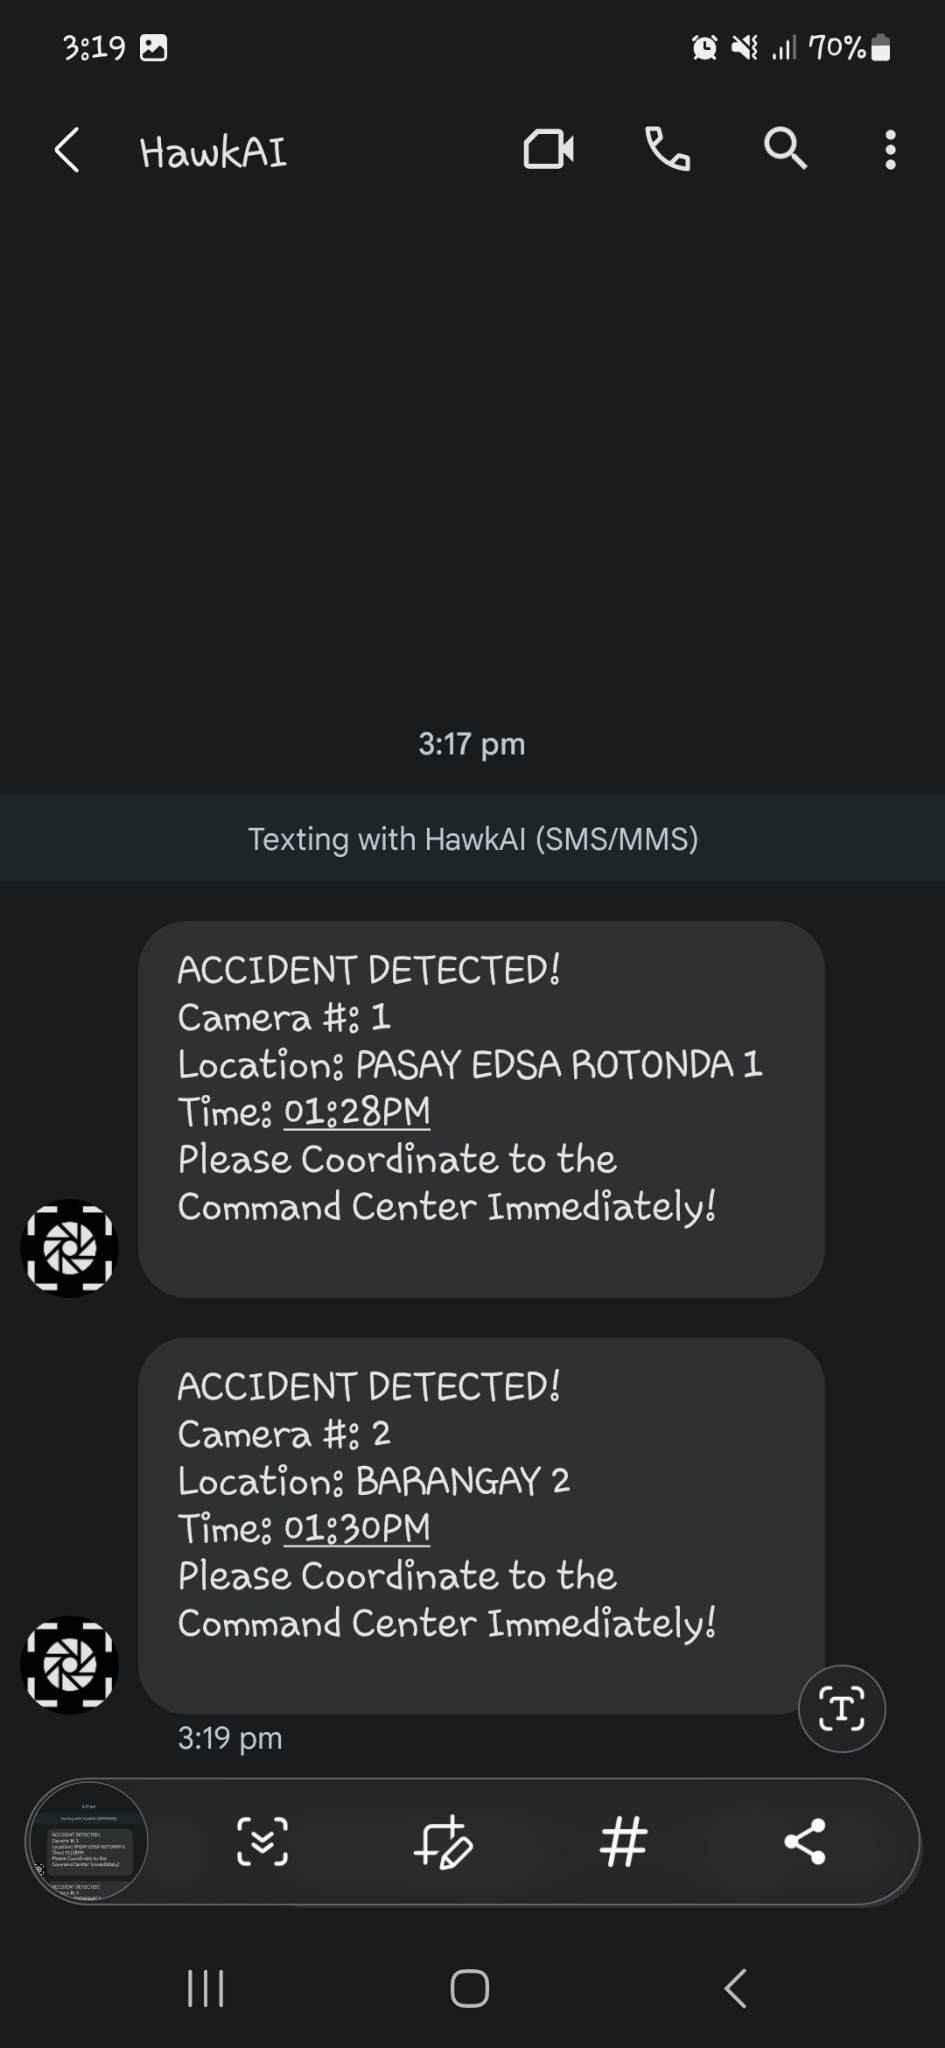 3:19
70%
HawkAI
3:17 pm
Texting with HawkAI (SMS/MMS)
ACCIDENT DETECTED!
Camera #: 1
Location: PASAY EDSA ROTONDA 1
Time: 01:28PM
Please Coordinate to the
Command Center Immediately!
ACCIDENT DETECTED!
Camera #: 2
Location: BARANGAY 2
Time: 01:30PM
Please Coordinate to the
Command Center Immediately!
T
3:19 pm
#